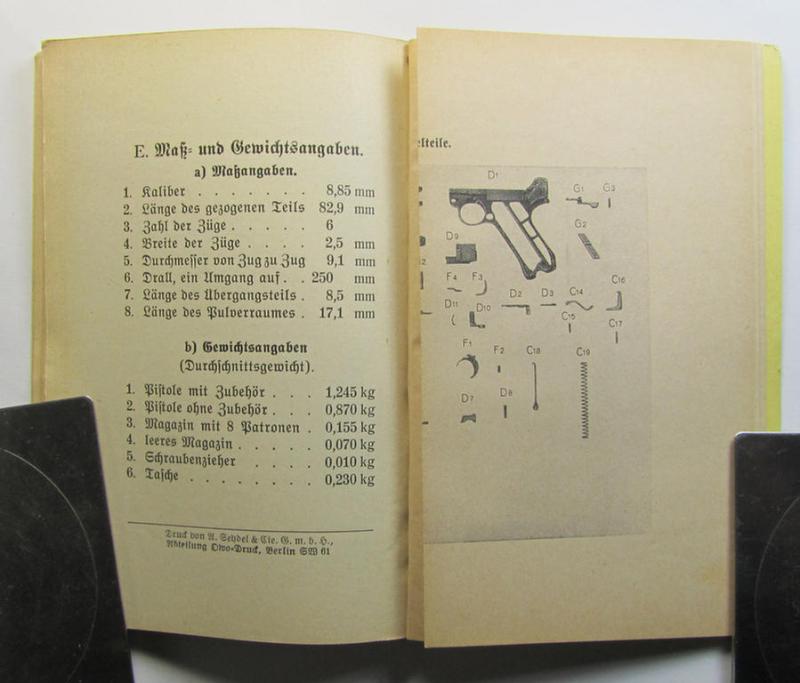 E. Maß- und Gewichtsangaben.
a) Maßangaben.
1. Kaliber . . . . . . . 8,85 mm
2. Länge des gezogenen Teils 82,9 mm
3. Zahl der Züge . . . . . 6
4. Breite der Züge . . . . 2,5 mm
5. Durchmesser von Zug zu Zug 9,1 mm
6. Drall, ein Umgang auf . . 250 mm
7. Länge des Übergangsteils . 8,5 mm
8. Länge des Pulverraumes . 17,1 mm
b) Gewichtsangaben
(Durchschnittsgewicht).
1. Pistole mit Zubehör . . . 1,245 kg
2. Pistole ohne Zubehör . . . 0,870 kg
3. Magazin mit 8 Patronen . 0,155 kg
4. leeres Magazin . . . . . 0,070 kg
5. Schraubenzieher . . . . 0,010 kg
6. Tasche . . . . . . . . 0,230 kg
Druck von A. Seydel & Cie. G. m. b. H.,
Abteilung Owo-Druck, Berlin SW 61
elteile.
D1
G1 G3
G2
D9
F4 F3
D11 D10 D2 D3 C14 C16
C15 C17
F1 F2 C18 C19
D7 D8